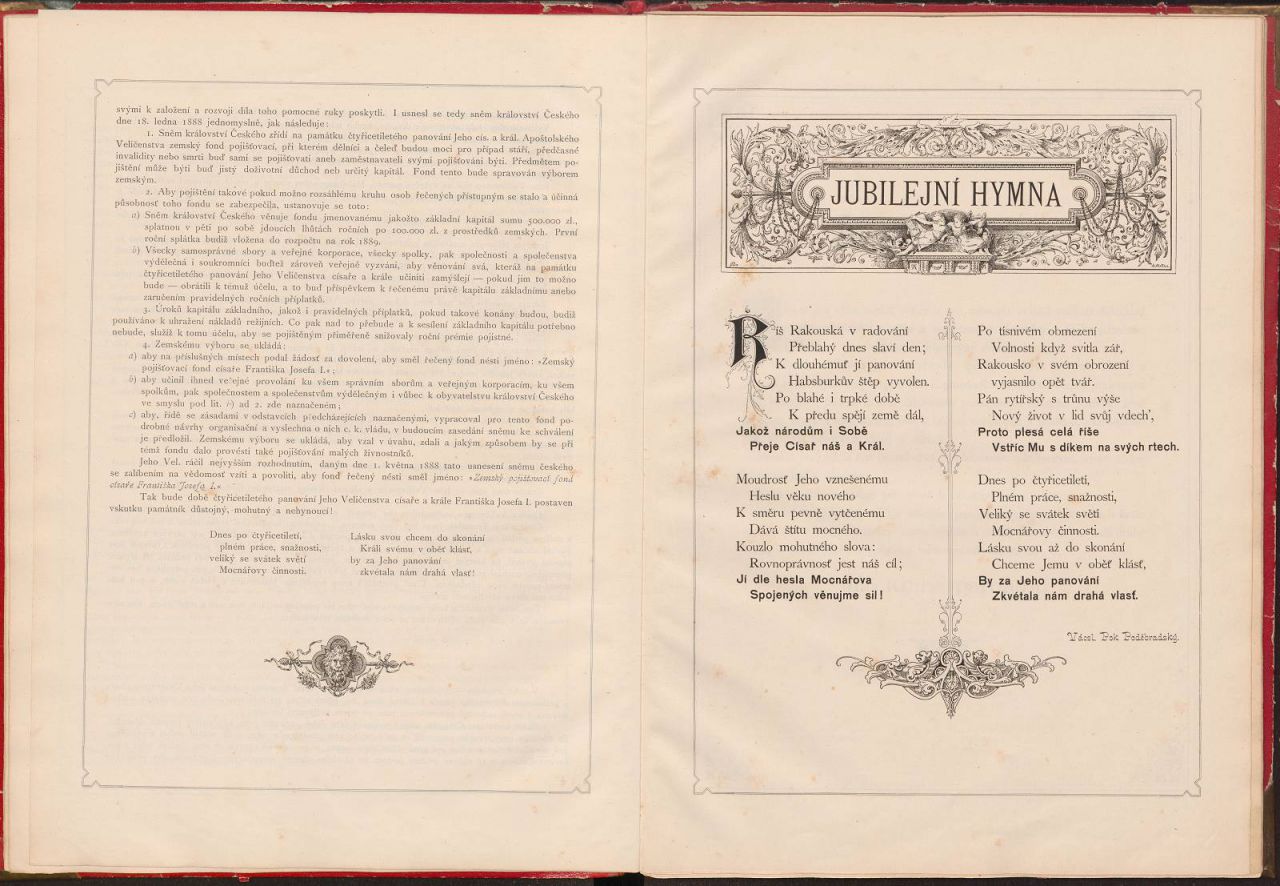 svými k založení a rozvoji díla toho pomocné ruky poskytli. I usnesl se tedy sněm království Českého
dne 18. ledna 1888 jednomyslně, jak následuje:
1. Sněm království Českého zřídí na památku čtyřicetiletého panování Jeho cís. a král. Apoštolského
Veličenstva zemský fond pojišťovací, při kterém dělníci a čeleď budou moci pro případ stáří, předčasné
invalidity nebo smrti buď sami se pojišťovati aneb zaměstnavateli svými pojišťováni býti. Předmětem po-
jištění může býti buď jistý doživotní důchod neb určitý kapitál. Fond tento bude spravován výborem
zemským.
2. Aby pojištění takové pokud možno rozsáhlému kruhu osob řečených přístupným se stalo a účinná
působnosť toho fondu se zabezpečila, ustanovuje se toto:
a) Sněm království Českého věnuje fondu jmenovanému jakožto základní kapitál sumu 500.000 zl.,
splatnou v pěti po sobě jdoucích lhůtách ročních po 100.000 zl. z prostředků zemských. První
roční splátka budiž vložena do rozpočtu na rok 1889.
b) Všecky samosprávné sbory a veřejné korporace, všecky spolky, pak společnosti a společenstva
výdělečná i soukromníci buďtež zároveň veřejně vyzváni, aby věnování svá, kteráž na památku
čtyřicetiletého panování Jeho Veličenstva císaře a krále učiniti zamýšlejí — pokud jim to možno
bude — obrátili k témuž účelu, a to buď příspěvkem k řečenému právě kapitálu základnímu anebo
zaručením pravidelných ročních příplatků.
3. Úroků kapitálu základního, jakož i pravidelných příplatků, pokud takové konány budou, budiž
používáno k uhražení nákladů režijních. Co pak nad to přebude a k sesílení základního kapitálu potřebno
nebude, služiž k tomu účelu, aby se pojištěným přiměřeně snižovaly roční prémie pojistné.
4. Zemskému výboru se ukládá:
a) aby na příslušných místech podal žádosť za dovolení, aby směl řečený fond nésti jméno: »Zemský
pojišťovací fond císaře Františka Josefa I.«;
b) aby učinil ihned veřejné provolání ku všem správním sborům a veřejným korporacím, ku všem
spolkům, pak společnostem a společenstvům výdělečným i vůbec k obyvatelstvu království Českého
ve smyslu pod lit. b) ad 2. zde naznačeném;
c) aby, řídě se zásadami v odstavcích předcházejících naznačenými, vypracoval pro tento fond po-
drobné návrhy organisační a vyslechna o nich c. k. vládu, v budoucím zasedání sněmu ke schválení
je předložil. Zemskému výboru se ukládá, aby vzal v úvahu, zdali a jakým způsobem by se při
témž fondu dalo provésti také pojišťování malých živnostníků.
Jeho Vel. ráčil nejvyšším rozhodnutím, daným dne 1. května 1888 tato usnesení sněmu českého
se zalíbením na vědomosť vzíti a povoliti, aby fond řečený nésti směl jméno: »Zemský pojišťovací fond
císaře Františka Josefa I.«
Tak bude době čtyřicetiletého panování Jeho Veličenstva císaře a krále Františka Josefa I. postaven
vskutku památník důstojný, mohutný a nehynoucí!
Dnes po čtyřicetiletí,
plném práce, snažnosti,
veliký se svátek světí
Mocnářovy činnosti.
Lásku svou chcem do skonání
Králi svému v oběť klásť,
by za Jeho panování
zkvétala nám drahá vlasť!
JUBILEJNÍ HYMNA
Říš Rakouská v radování
Přeblahý dnes slaví den;
K dlouhémuť jí panování
Habsburkův štěp vyvolen.
Po blahé i trpké době
K předu spějí země dál,
Jakož národům i Sobě
Přeje Císař náš a Král.
Moudrosť Jeho vznešenému
Heslu věku nového
K směru pevně vytčenému
Dává štítu mocného.
Kouzlo mohutného slova:
Rovnoprávnosť jest náš cíl;
Jí dle hesla Mocnářova
Spojených věnujme sil!
Po tísnivém obmezení
Volnosti když svitla zář,
Rakousko v svém obrození
vyjasnilo opět tvář.
Pán rytířský s trůnu výše
Nový život v lid svůj vdech',
Proto plesá celá říše
Vstříc Mu s díkem na svých rtech.
Dnes po čtyřicetiletí,
Plném práce, snažnosti,
Veliký se svátek světí
Mocnářovy činnosti.
Lásku svou až do skonání
Chceme Jemu v oběť klásť,
By za Jeho panování
Zkvétala nám drahá vlasť.
Václ. Pok Poděbradský.